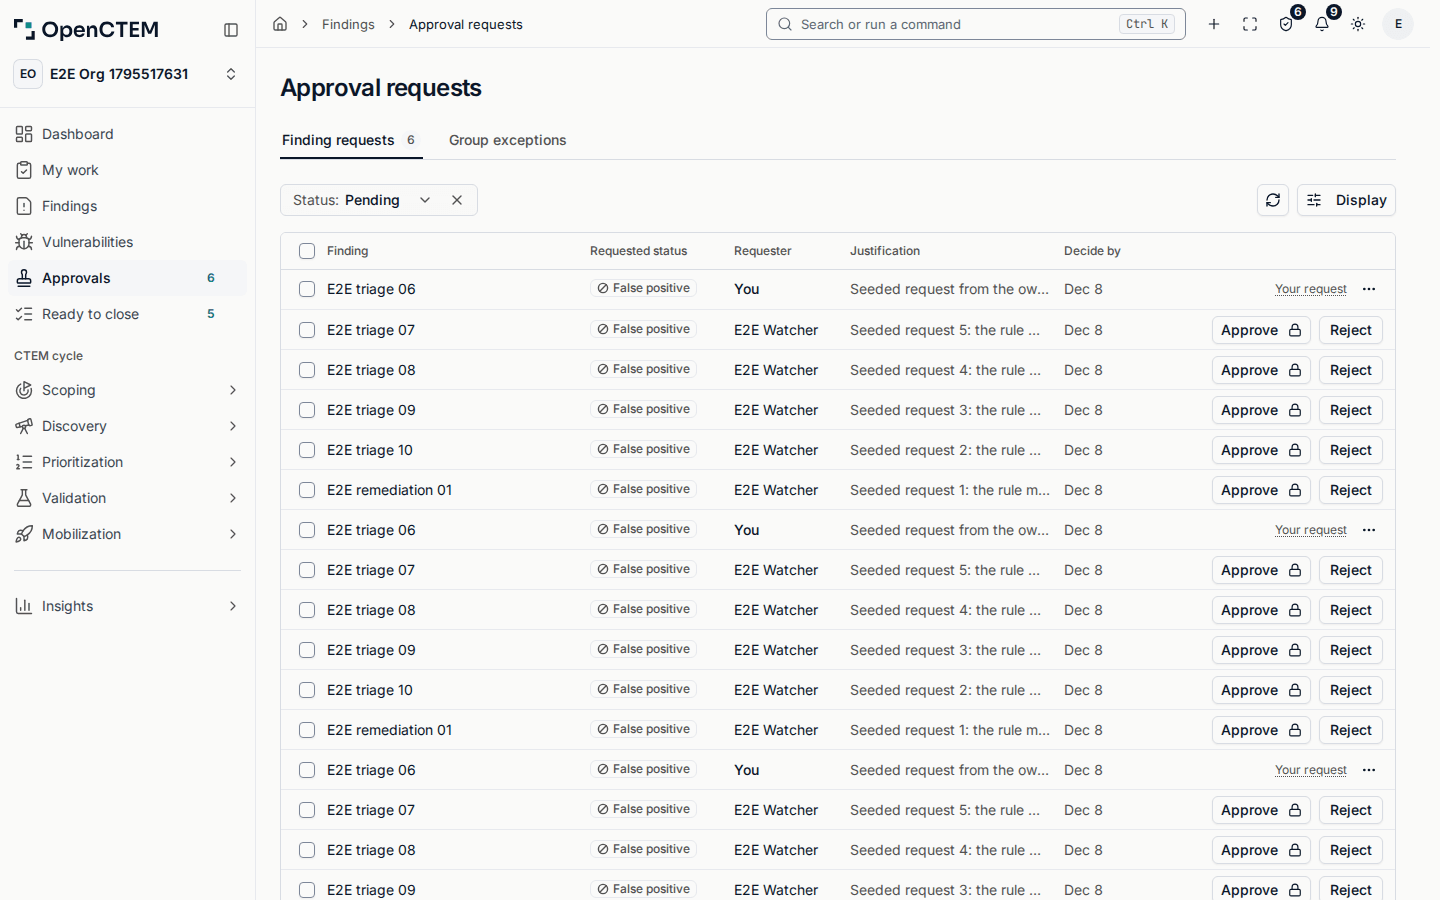 OpenCTEM
EO E2E Org 1795517631
Dashboard
My work
Findings
Vulnerabilities
Approvals 6
Ready to close 5
CTEM cycle
Scoping
Discovery
Prioritization
Validation
Mobilization
Insights
Findings Approval requests
Search or run a command Ctrl K
6
9
E
Approval requests
Finding requests 6 Group exceptions
Status: Pending
Display
Finding Requested status Requester Justification Decide by
E2E triage 06 False positive You Seeded request from the ow... Dec 8 Your request
E2E triage 07 False positive E2E Watcher Seeded request 5: the rule ... Dec 8 Approve Reject
E2E triage 08 False positive E2E Watcher Seeded request 4: the rule ... Dec 8 Approve Reject
E2E triage 09 False positive E2E Watcher Seeded request 3: the rule ... Dec 8 Approve Reject
E2E triage 10 False positive E2E Watcher Seeded request 2: the rule ... Dec 8 Approve Reject
E2E remediation 01 False positive E2E Watcher Seeded request 1: the rule m... Dec 8 Approve Reject
E2E triage 06 False positive You Seeded request from the ow... Dec 8 Your request
E2E triage 07 False positive E2E Watcher Seeded request 5: the rule ... Dec 8 Approve Reject
E2E triage 08 False positive E2E Watcher Seeded request 4: the rule ... Dec 8 Approve Reject
E2E triage 09 False positive E2E Watcher Seeded request 3: the rule ... Dec 8 Approve Reject
E2E triage 10 False positive E2E Watcher Seeded request 2: the rule ... Dec 8 Approve Reject
E2E remediation 01 False positive E2E Watcher Seeded request 1: the rule m... Dec 8 Approve Reject
E2E triage 06 False positive You Seeded request from the ow... Dec 8 Your request
E2E triage 07 False positive E2E Watcher Seeded request 5: the rule ... Dec 8 Approve Reject
E2E triage 08 False positive E2E Watcher Seeded request 4: the rule ... Dec 8 Approve Reject
E2E triage 09 False positive E2E Watcher Seeded request 3: the rule ... Dec 8 Approve Reject